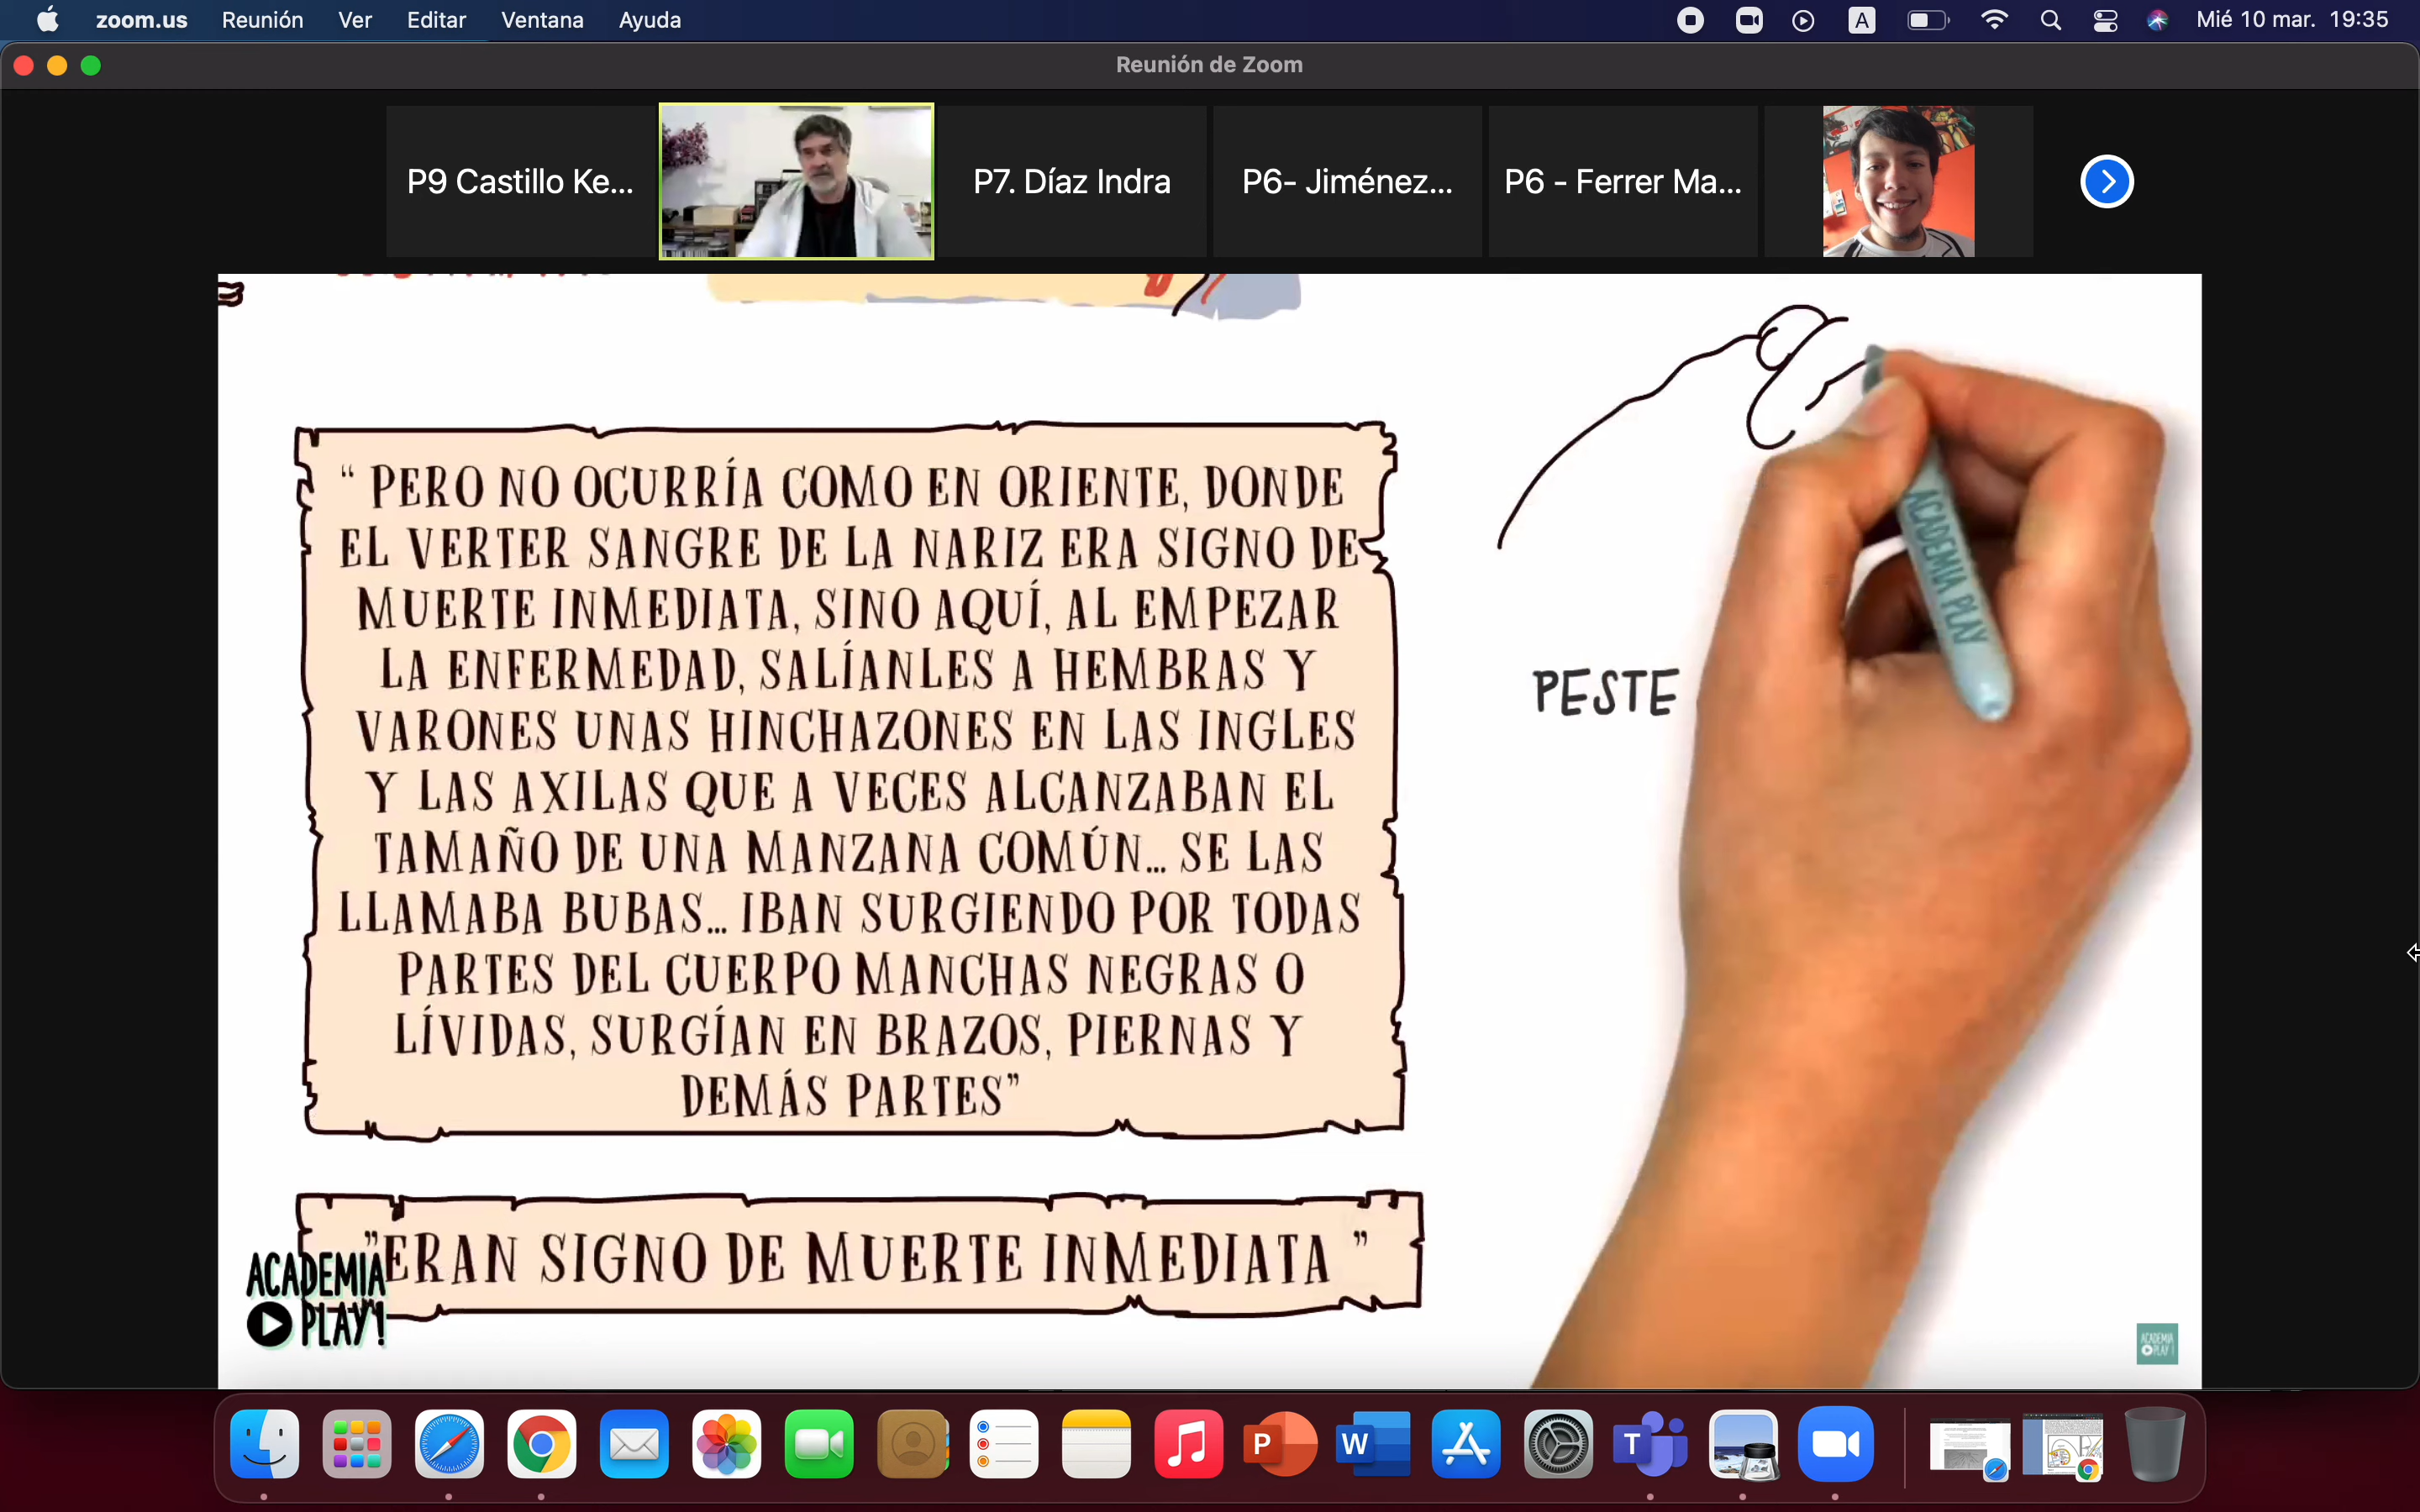 zoom.us Reunión Ver Editar Ventana Ayuda A Mié 10 mar. 19:35
Reunión de Zoom
P9 Castillo Ke... P7. Díaz Indra P6- Jiménez... P6 - Ferrer Ma...
“ PERO NO OCURRÍA COMO EN ORIENTE, DONDE
EL VERTER SANGRE DE LA NARIZ ERA SIGNO DE
MUERTE INMEDIATA, SINO AQUÍ, AL EMPEZAR
LA ENFERMEDAD, SALÍANLES A HEMBRAS Y
VARONES UNAS HINCHAZONES EN LAS INGLES
Y LAS AXILAS QUE A VECES ALCANZABAN EL
TAMAÑO DE UNA MANZANA COMÚN... SE LAS
LLAMABA BUBAS... IBAN SURGIENDO POR TODAS
PARTES DEL CUERPO MANCHAS NEGRAS O
LÍVIDAS, SURGÍAN EN BRAZOS, PIERNAS Y
DEMÁS PARTES”
PESTE
ACADEMIA PLAY
”ERAN SIGNO DE MUERTE INMEDIATA ”
ACADEMIA
PLAY!
ACADEMIA
PLAY!
P W T